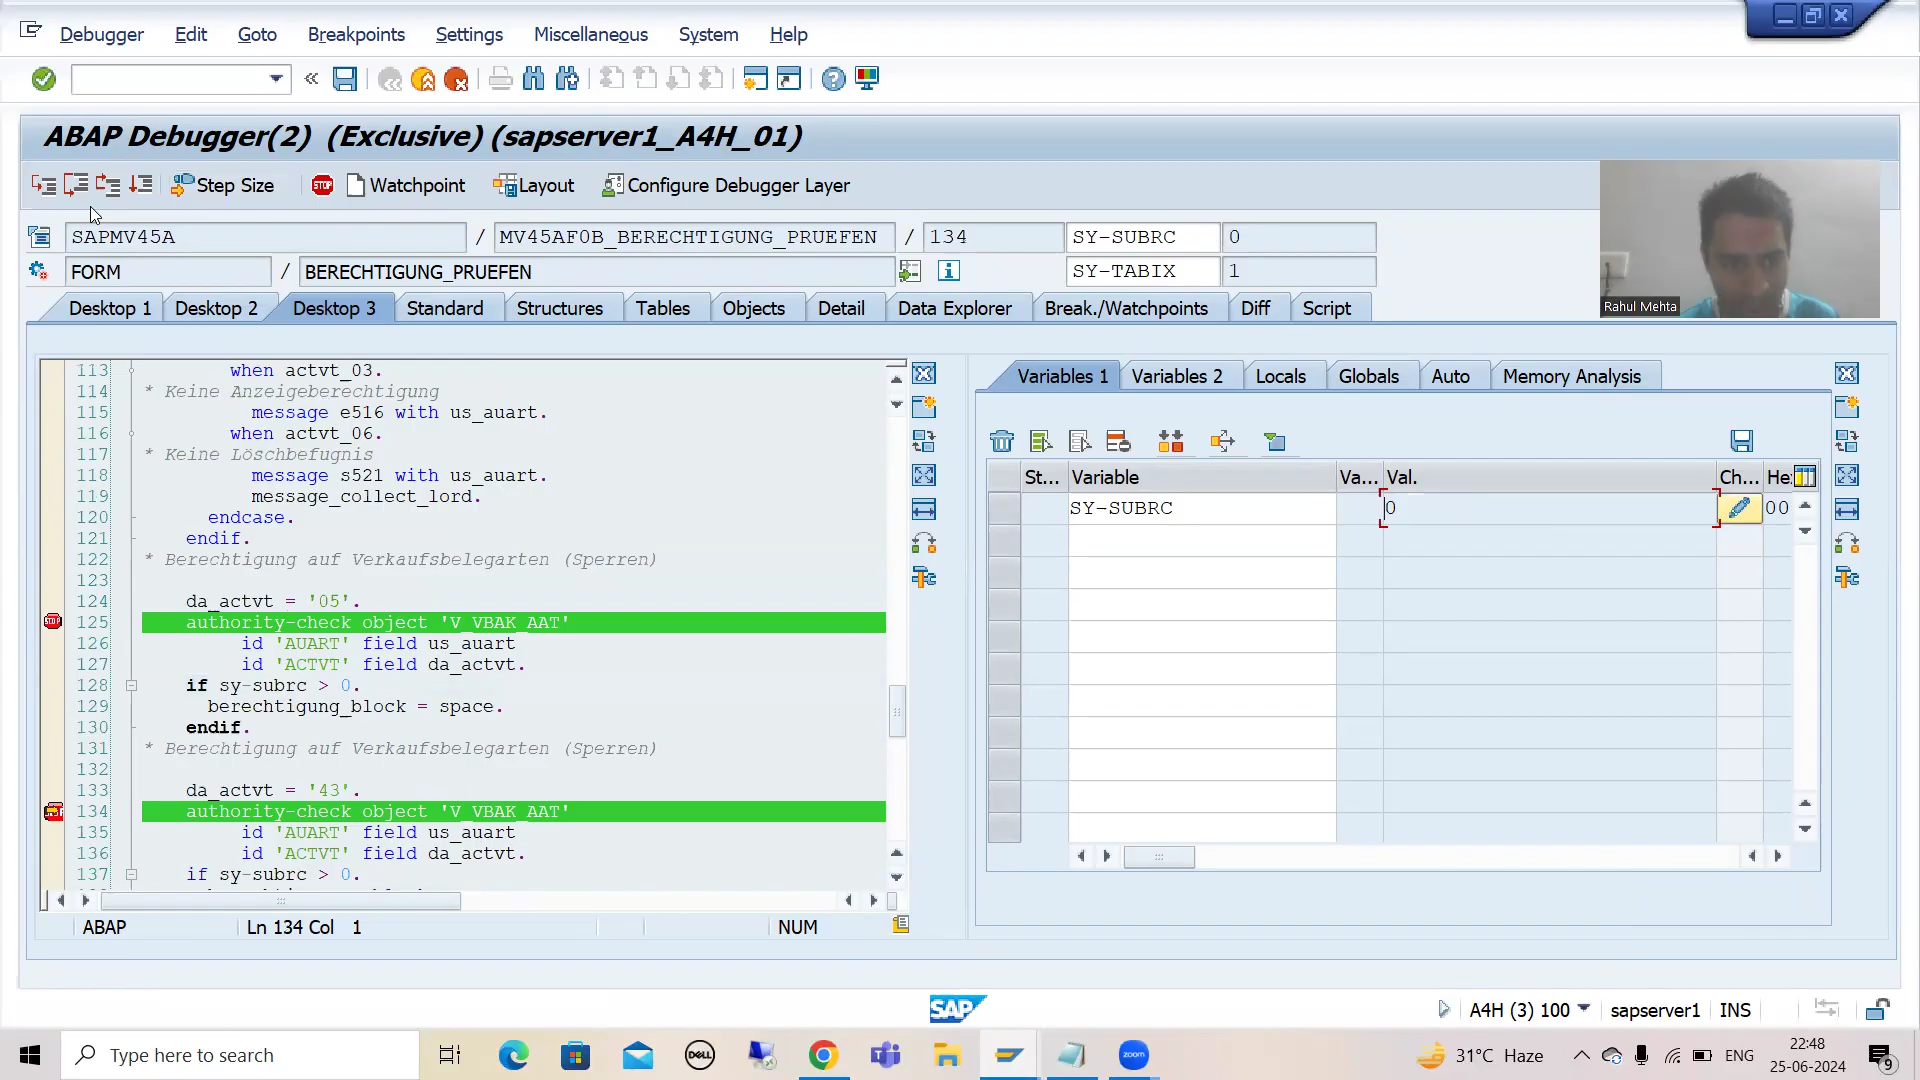 Debugger Edit Goto Breakpoints Settings Miscellaneous System Help
ABAP Debugger(2) (Exclusive) (sapserver1_A4H_01)
Step Size STOP Watchpoint Layout Configure Debugger Layer
SAPMV45A / MV45AF0B_BERECHTIGUNG_PRUEFEN / 134 SY-SUBRC 0
FORM / BERECHTIGUNG_PRUEFEN SY-TABIX 1
Rahul Mehta
Desktop 1 Desktop 2 Desktop 3 Standard Structures Tables Objects Detail Data Explorer Break./Watchpoints Diff Script
Variables 1 Variables 2 Locals Globals Auto Memory Analysis
St... Variable Va... Val. Ch... He
SY-SUBRC 0 00
113 when actvt_03.
114 * Keine Anzeigeberechtigung
115 message e516 with us_auart.
116 when actvt_06.
117 * Keine Löschbefugnis
118 message s521 with us_auart.
119 message_collect_lord.
120 endcase.
121 endif.
122 * Berechtigung auf Verkaufsbelegarten (Sperren)
123
124 da_actvt = '05'.
125 authority-check object 'V_VBAK_AAT'
126 id 'AUART' field us_auart
127 id 'ACTVT' field da_actvt.
128 if sy-subrc > 0.
129 berechtigung_block = space.
130 endif.
131 * Berechtigung auf Verkaufsbelegarten (Sperren)
132
133 da_actvt = '43'.
134 authority-check object 'V_VBAK_AAT'
135 id 'AUART' field us_auart
136 id 'ACTVT' field da_actvt.
137 if sy-subrc > 0.
ABAP Ln 134 Col 1 NUM
SAP A4H (3) 100 sapserver1 INS
Type here to search DELL zoom 31°C Haze ENG 22:48
25-06-2024 9